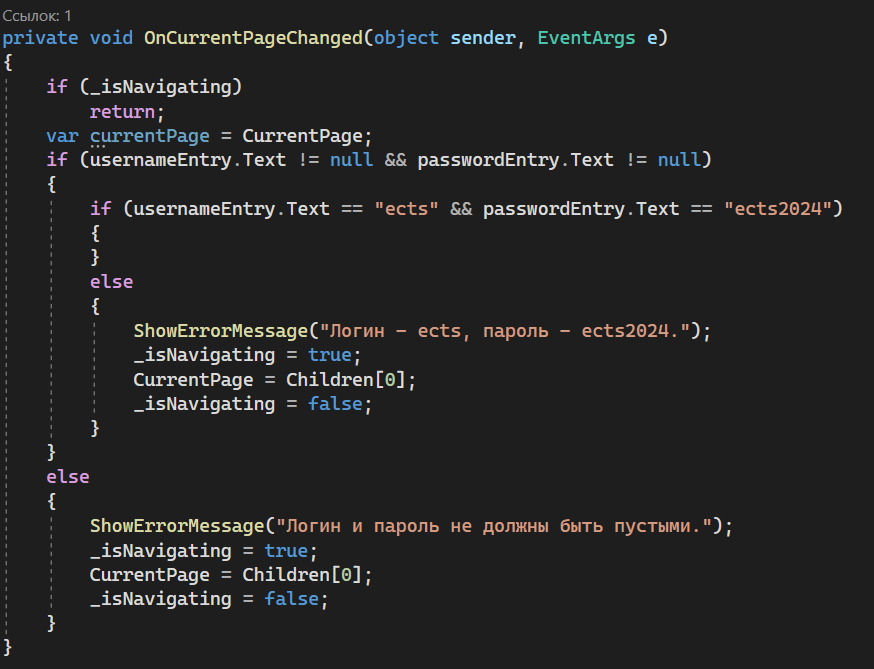 Ссылок: 1
private void OnCurrentPageChanged(object sender, EventArgs e)
{
    if (_isNavigating)
        return;
    var currentPage = CurrentPage;
    if (usernameEntry.Text != null && passwordEntry.Text != null)
    {
        if (usernameEntry.Text == "ects" && passwordEntry.Text == "ects2024")
        {
        }
        else
        {
            ShowErrorMessage("Логин - ects, пароль - ects2024.");
            _isNavigating = true;
            CurrentPage = Children[0];
            _isNavigating = false;
        }
    }
    else
    {
        ShowErrorMessage("Логин и пароль не должны быть пустыми.");
        _isNavigating = true;
        CurrentPage = Children[0];
        _isNavigating = false;
    }
}